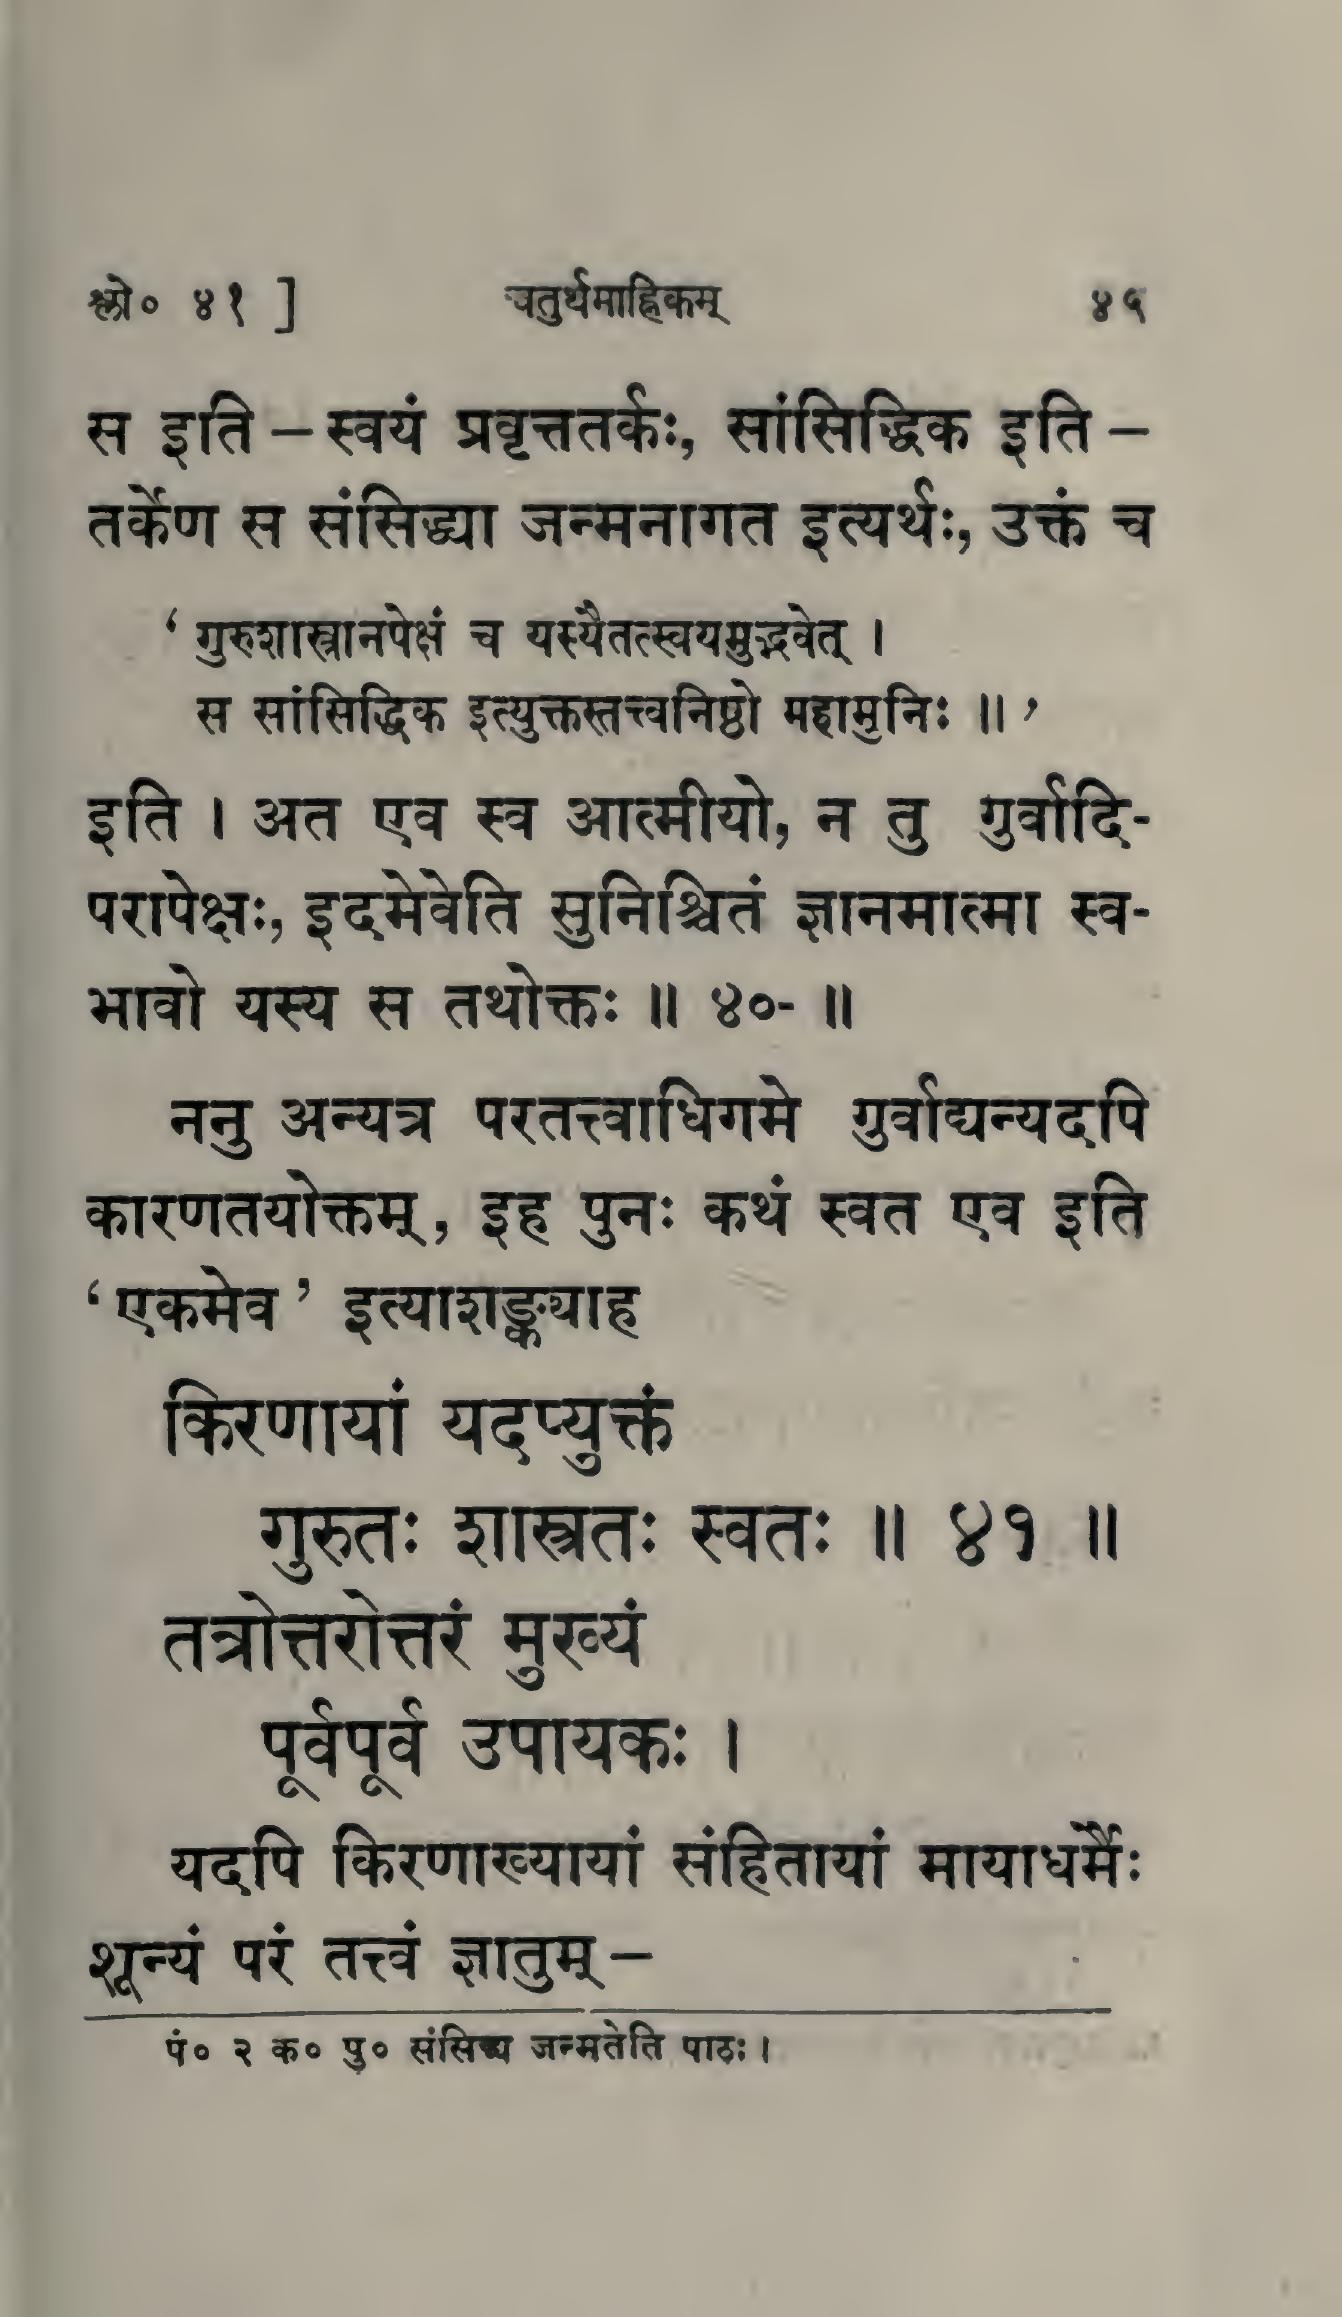 श्लो० ४१ ] चतुर्थमाह्निकम् ४५
स इति – स्वयं प्रवृत्ततर्कः, सांसिद्धिक इति –
तर्केण स संसिद्ध्या जन्मनागत इत्यर्थः, उक्तं च
‘ गुरुशास्त्रानपेक्षं च यस्यैतत्स्वयमुद्भवेत् ।
स सांसिद्धिक इत्युक्तस्तत्त्वनिष्ठो महामुनिः ॥ ’
इति । अत एव स्व आत्मीयो, न तु गुर्वादि-
परापेक्षः, इदमेवेति सुनिश्चितं ज्ञानमात्मा स्व-
भावो यस्य स तथोक्तः ॥ ४०- ॥
ननु अन्यत्र परतत्त्वाधिगमे गुर्वाद्यन्यदपि
कारणतयोक्तम्, इह पुनः कथं स्वत एव इति
‘ एकमेव ’ इत्याशङ्क्याह
किरणायां यदप्युक्तं
गुरुतः शास्त्रतः स्वतः ॥ ४१ ॥
तत्रोत्तरोत्तरं मुख्यं
पूर्वपूर्व उपायकः ।
यदपि किरणाख्यायां संहितायां मायाधर्मैः
शून्यं परं तत्त्वं ज्ञातुम् –
पं० २ क० पु० संसिद्ध्य जन्मतेति पाठः ।